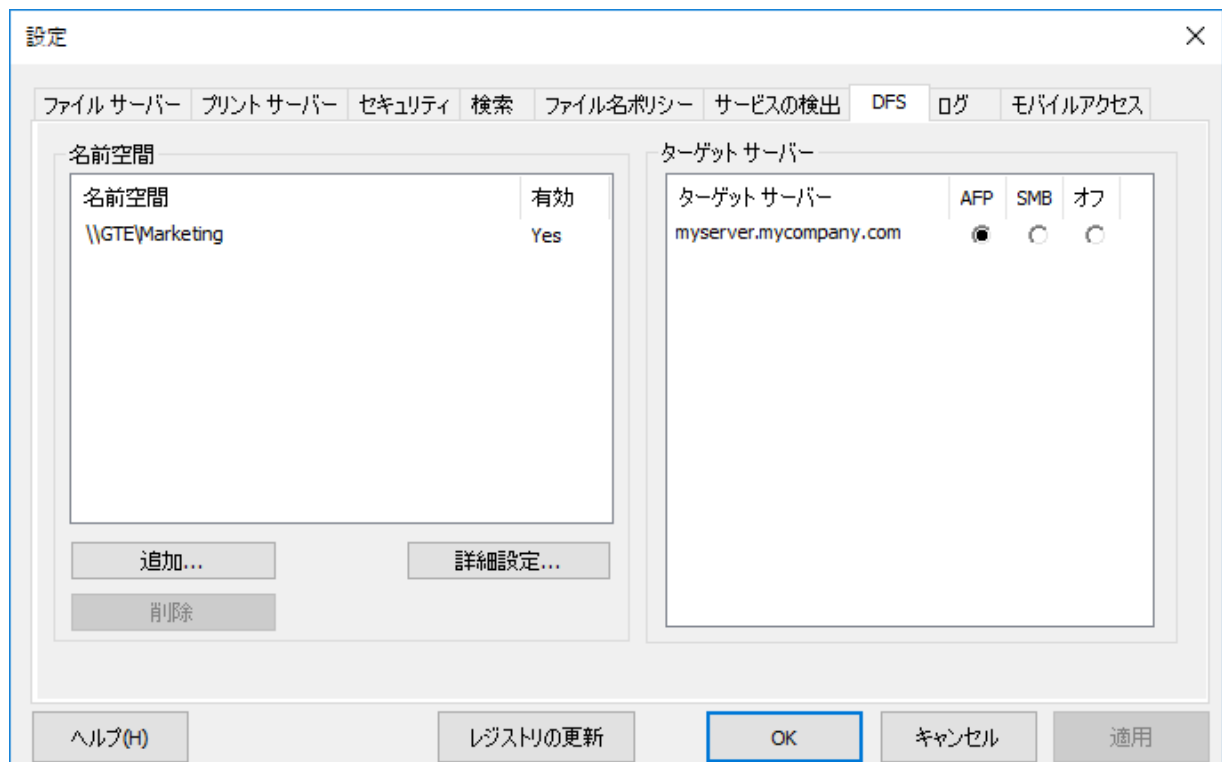 設定
ファイル サーバー プリント サーバー セキュリティ 検索 ファイル名ポリシー サービスの検出 DFS ログ モバイルアクセス
名前空間
名前空間 有効
\\GTE\Marketing Yes
追加... 詳細設定...
削除
ターゲット サーバー
ターゲット サーバー AFP SMB オフ
myserver.mycompany.com
ヘルプ(H) レジストリの更新 OK キャンセル 適用